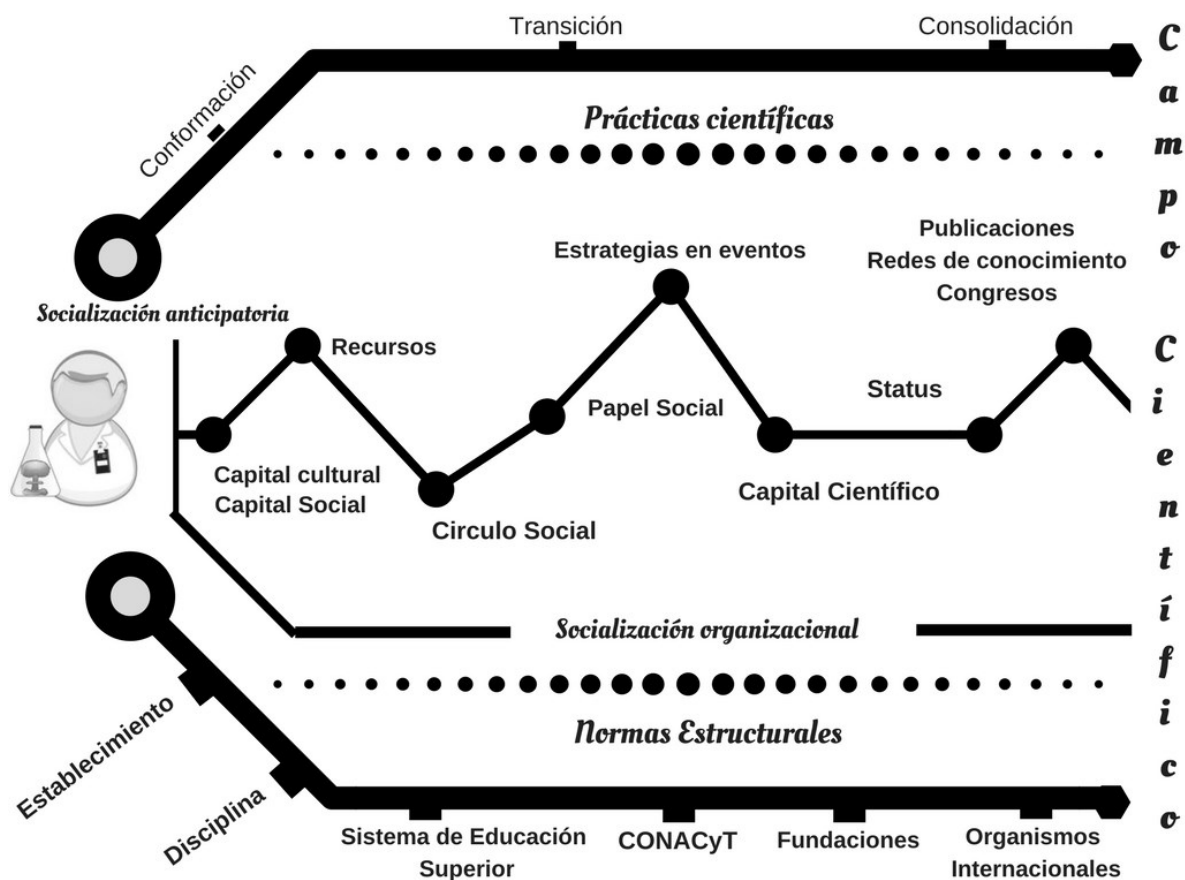 Transición
Consolidación
Conformación
Prácticas científicas
Campo Científico
Estrategias en eventos
Publicaciones
Redes de conocimiento
Congresos
Socialización anticipatoria
Recursos
Papel Social
Status
Capital cultural
Capital Social
Circulo Social
Capital Científico
Socialización organizacional
Normas Estructurales
Establecimiento
Disciplina
Sistema de Educación
Superior
CONACyT
Fundaciones
Organismos
Internacionales